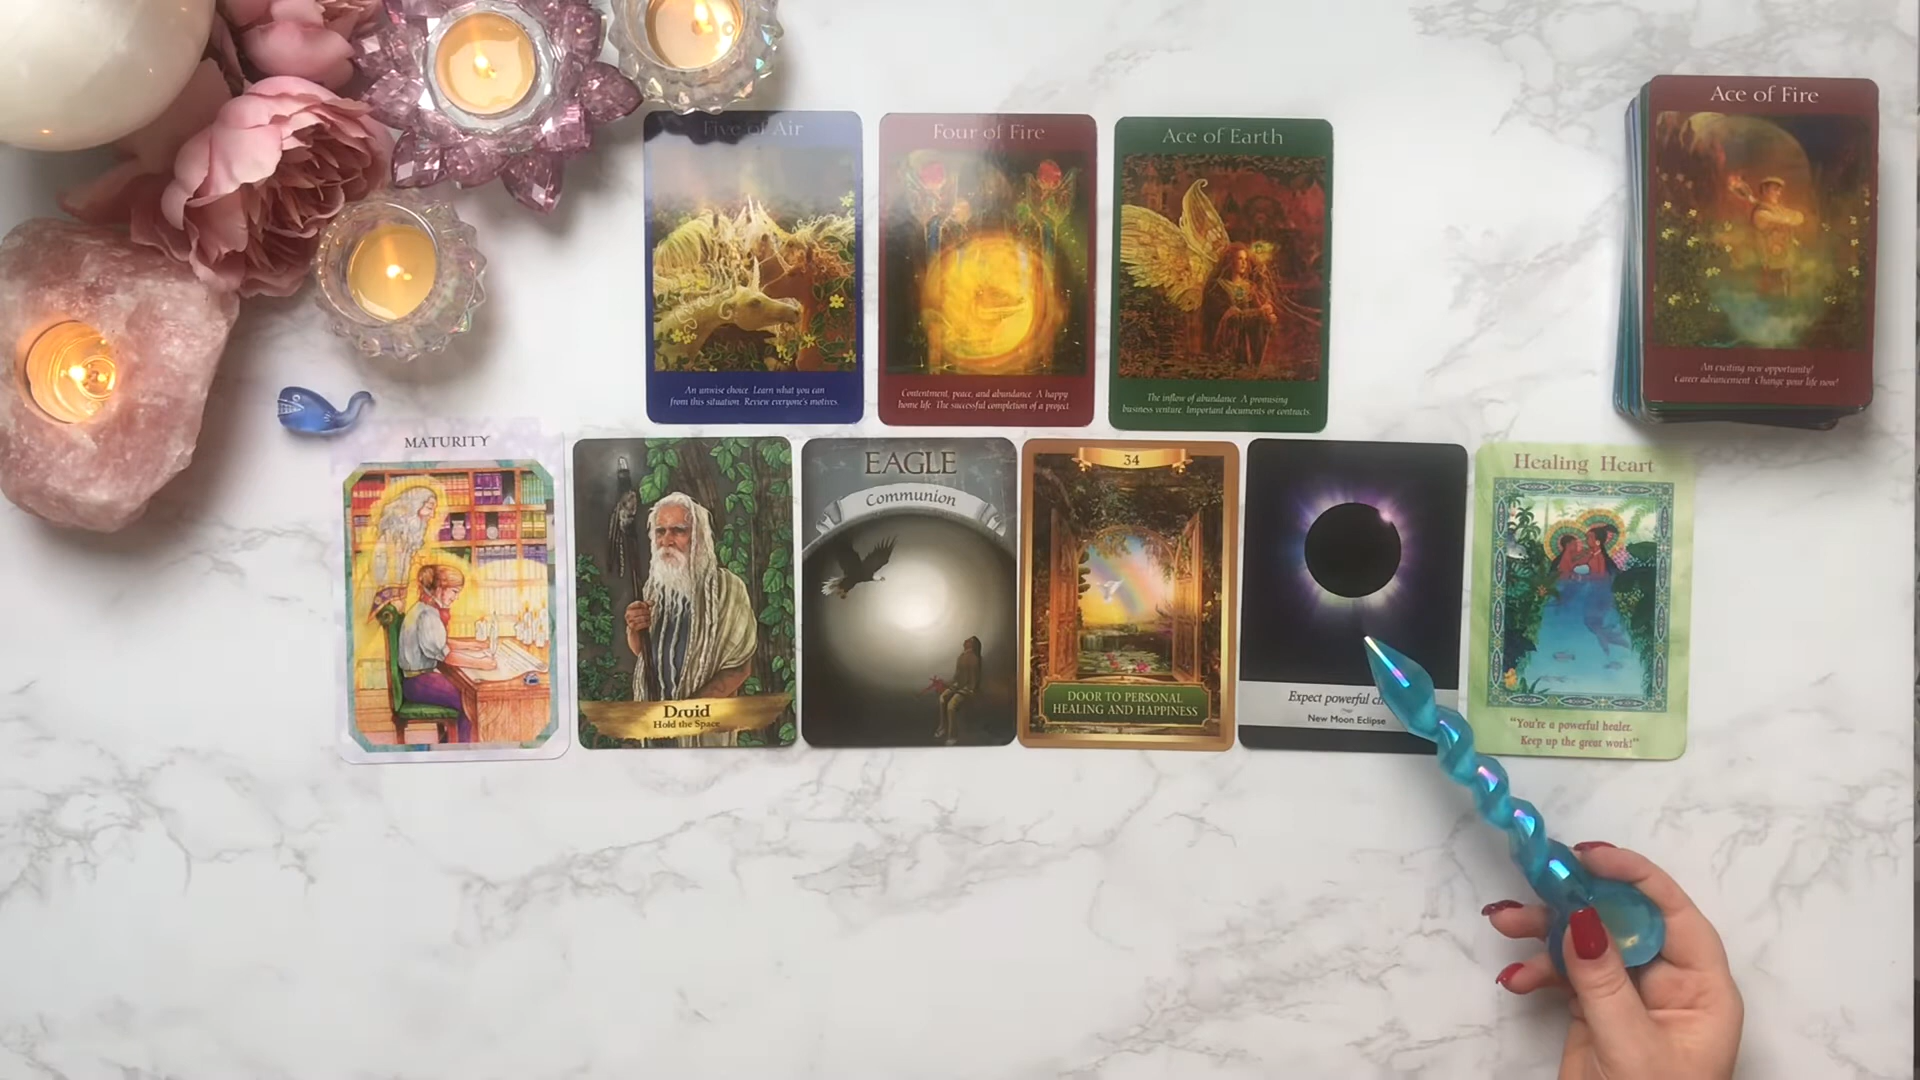 Five of Air
An unwise choice. Learn what you can
from this situation. Review everyone's motives.
Four of Fire
Contentment, peace, and abundance. A happy
home life. The successful completion of a project.
Ace of Earth
The inflow of abundance. A promising
business venture. Important documents or contracts.
Ace of Fire
An exciting new opportunity!
Career advancement. Change your life now!
MATURITY
Druid
Hold the Space
EAGLE
Communion
34
DOOR TO PERSONAL
HEALING AND HAPPINESS
Expect powerful ch
New Moon Eclipse
Healing Heart
"You're a powerful healer.
Keep up the great work!"